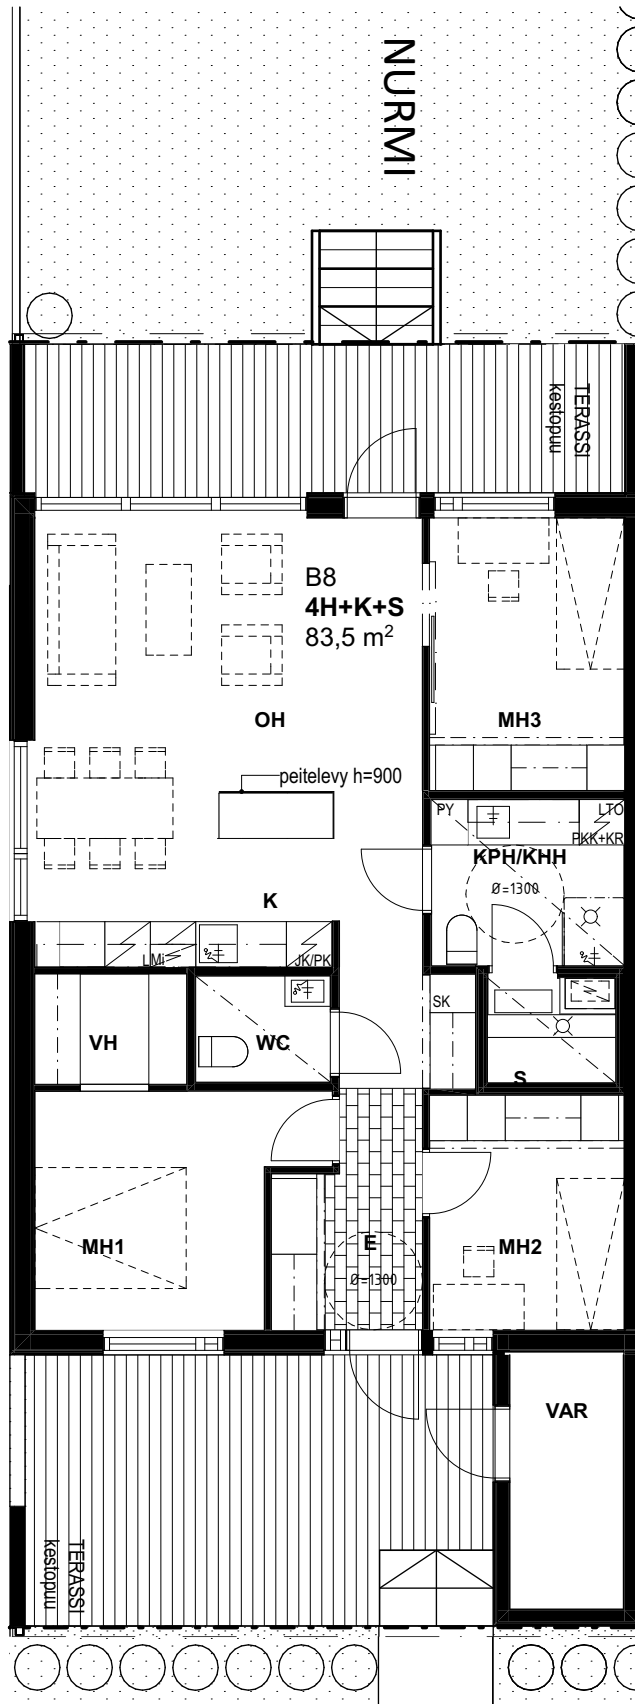 NURMI
TERASSI
kestopuu
B8
4H+K+S
83,5 m²
OH
MH3
peitelevy h=900
PY
LTO
PKK+KR
KPH/KHH
Ø=1300
K
LMi
JK/PK
SK
VH
WC
S
MH1
E
MH2
Ø=1300
VAR
TERASSI
kestopuu